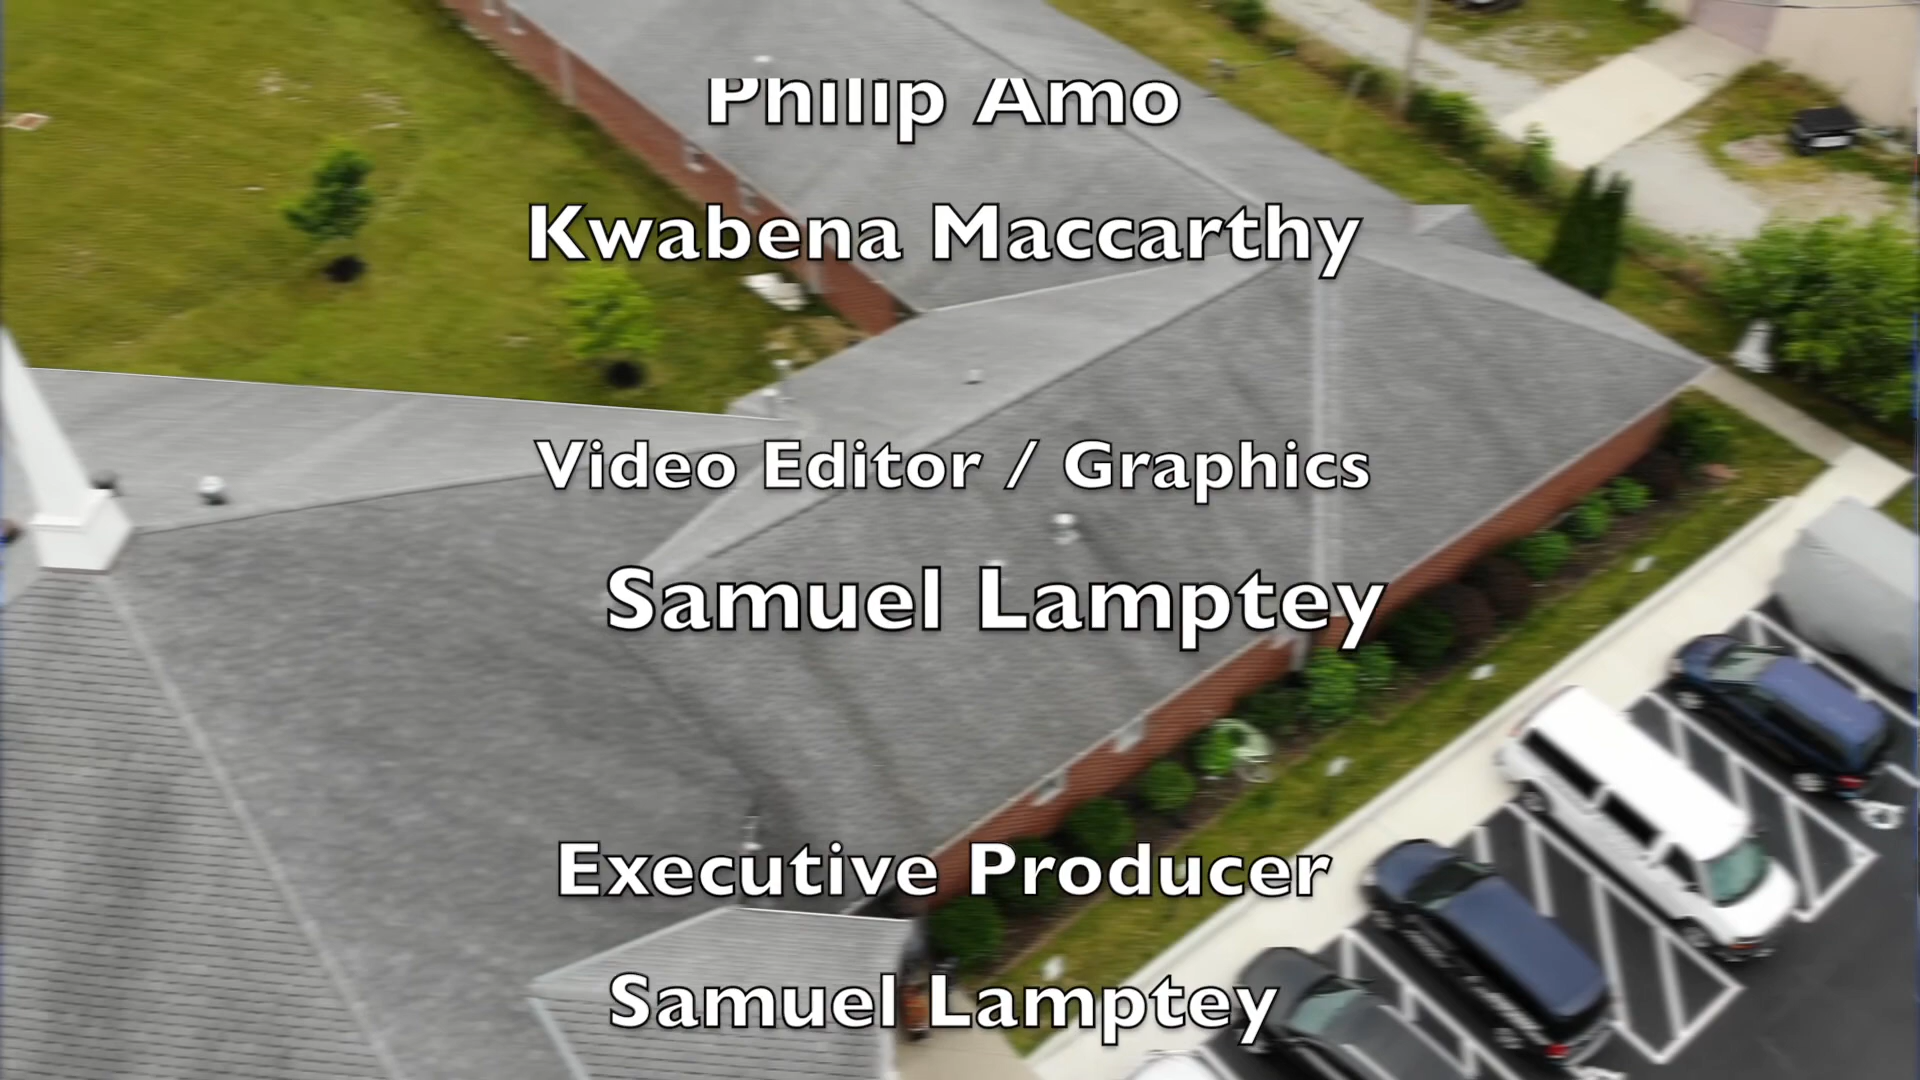 Philip Amo
Kwabena Maccarthy
Video Editor / Graphics
Samuel Lamptey
Executive Producer
Samuel Lamptey